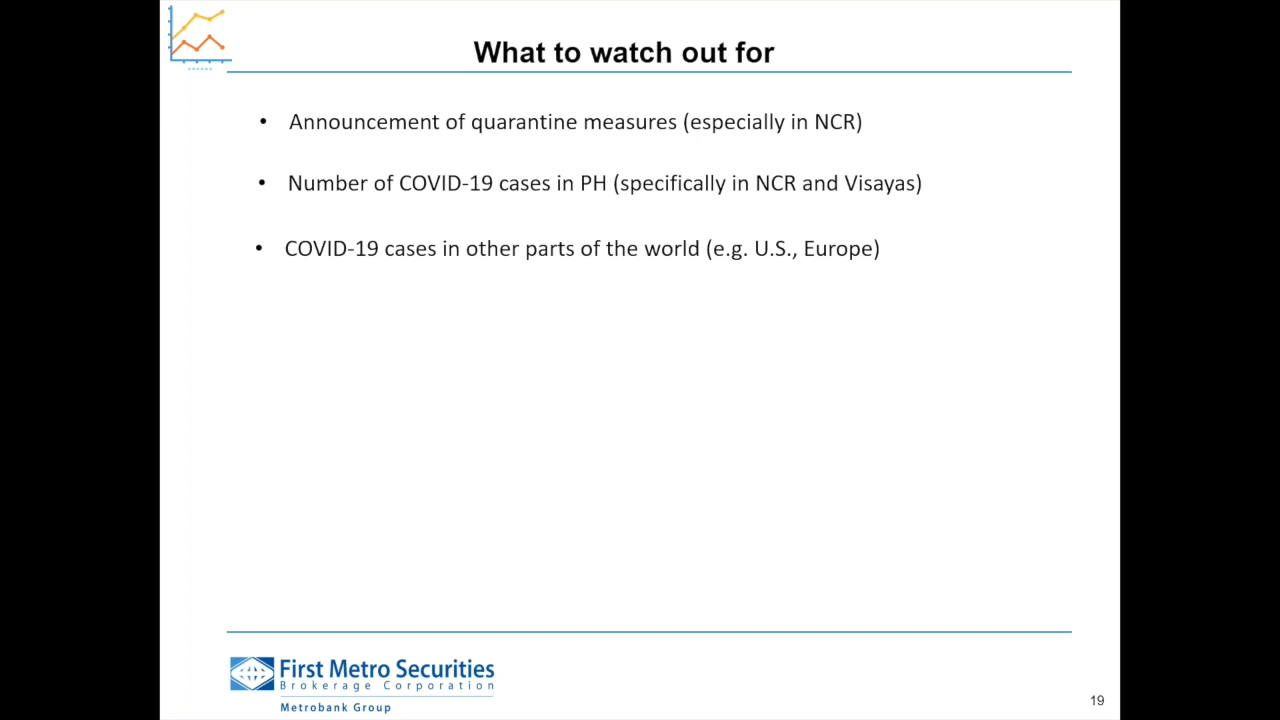 What to watch out for
• Announcement of quarantine measures (especially in NCR)
• Number of COVID-19 cases in PH (specifically in NCR and Visayas)
• COVID-19 cases in other parts of the world (e.g. U.S., Europe)
First Metro Securities
Brokerage Corporation
Metrobank Group
19